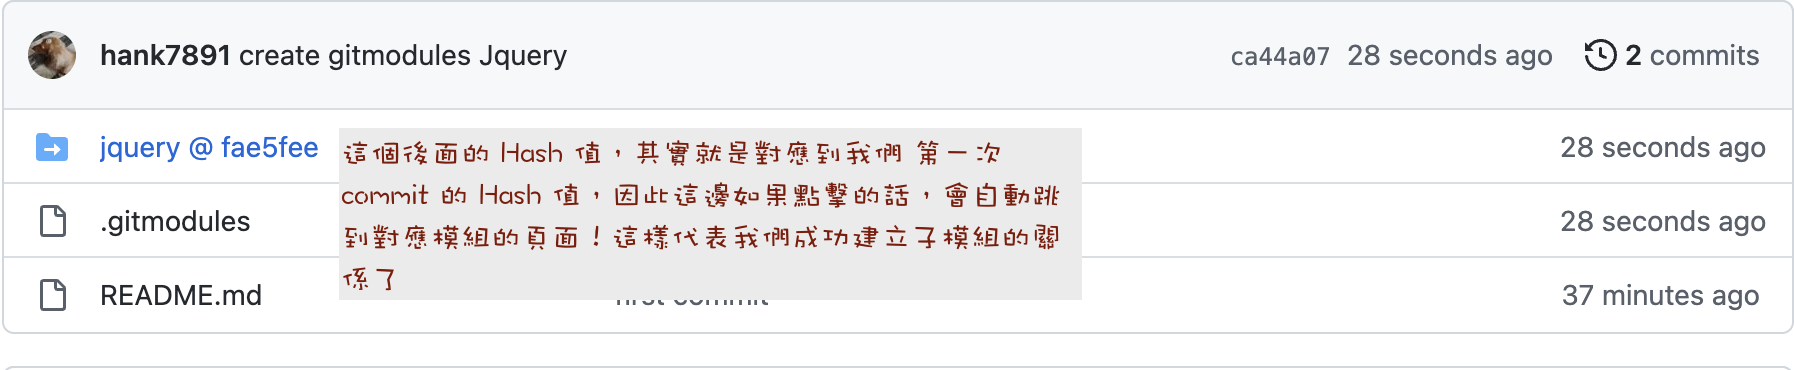 hank7891 create gitmodules Jquery ca44a07 28 seconds ago 2 commits
jquery @ fae5fee 28 seconds ago
這個後面的 Hash 值，其實就是對應到我們 第一次
commit 的 Hash 值，因此這邊如果點擊的話，會自動跳
到對應模組的頁面！這樣代表我們成功建立子模組的關
係了
.gitmodules 28 seconds ago
README.md first commit 37 minutes ago